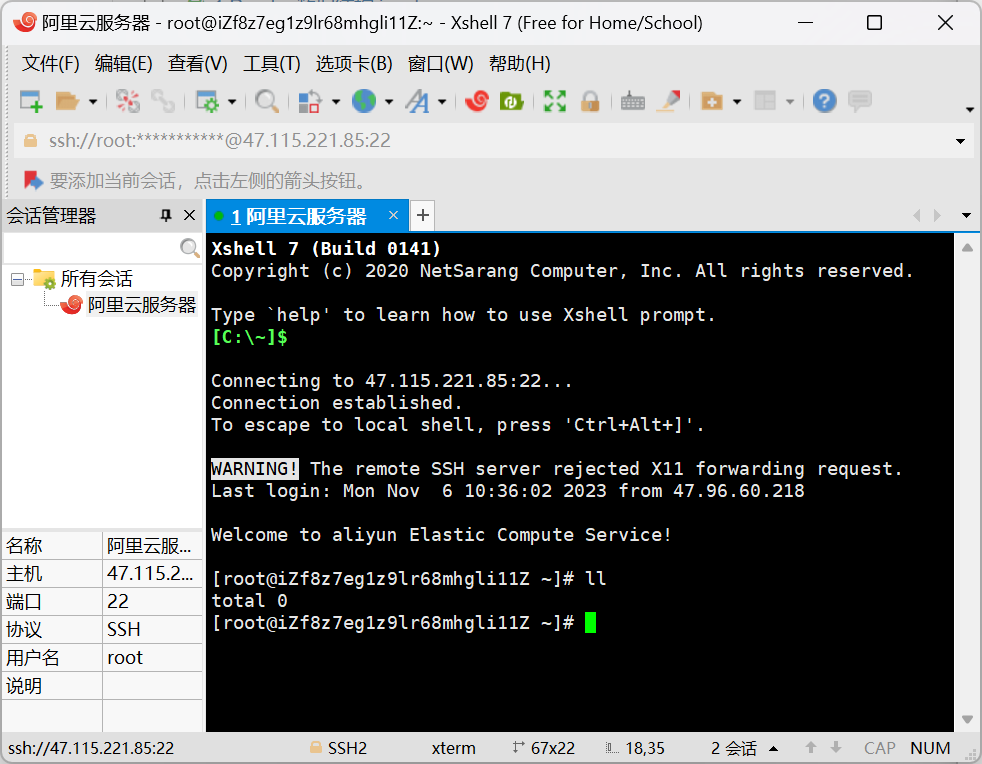 阿里云服务器 - root@iZf8z7eg1z9lr68mhgli11Z:~ - Xshell 7 (Free for Home/School)
文件(F) 编辑(E) 查看(V) 工具(T) 选项卡(B) 窗口(W) 帮助(H)
ssh://root:***********@47.115.221.85:22
要添加当前会话，点击左侧的箭头按钮。
会话管理器
所有会话
阿里云服务器
名称 阿里云服...
主机 47.115.2...
端口 22
协议 SSH
用户名 root
说明
1 阿里云服务器
Xshell 7 (Build 0141)
Copyright (c) 2020 NetSarang Computer, Inc. All rights reserved.
Type `help' to learn how to use Xshell prompt.
[C:\~]$
Connecting to 47.115.221.85:22...
Connection established.
To escape to local shell, press 'Ctrl+Alt+]'.
WARNING! The remote SSH server rejected X11 forwarding request.
Last login: Mon Nov  6 10:36:02 2023 from 47.96.60.218
Welcome to aliyun Elastic Compute Service!
[root@iZf8z7eg1z9lr68mhgli11Z ~]# ll
total 0
[root@iZf8z7eg1z9lr68mhgli11Z ~]#
ssh://47.115.221.85:22 SSH2 xterm 67x22 18,35 2 会话 CAP NUM